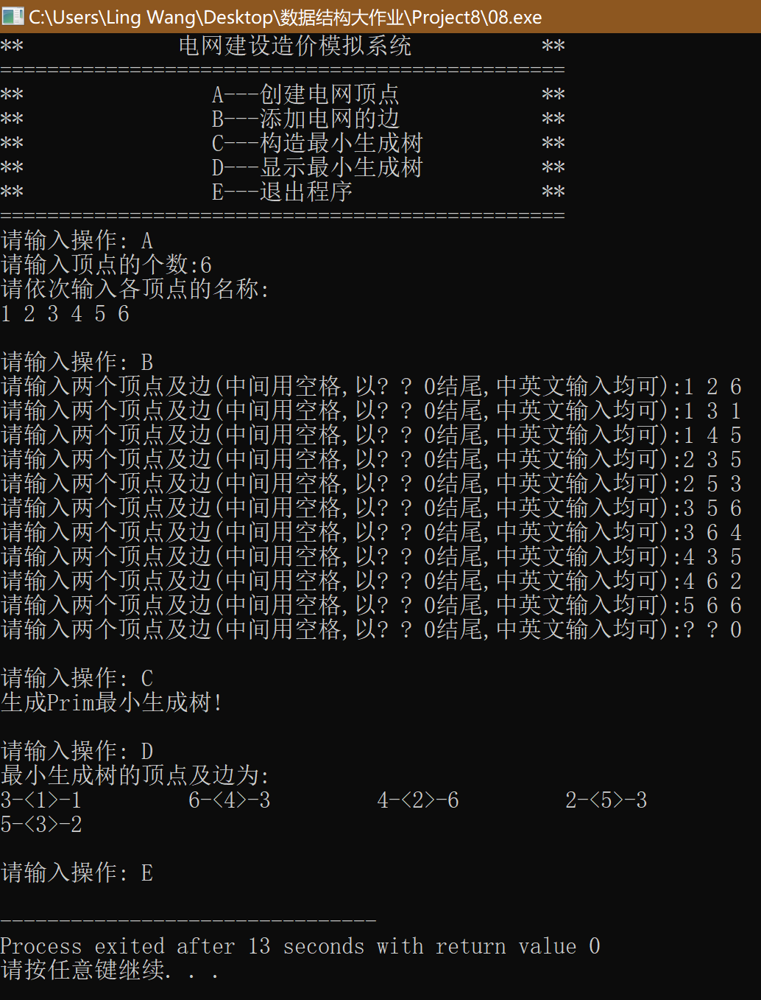 C:\Users\Ling Wang\Desktop\数据结构大作业\Project8\08.exe
** 电网建设造价模拟系统 **
================================================
** A---创建电网顶点 **
** B---添加电网的边 **
** C---构造最小生成树 **
** D---显示最小生成树 **
** E---退出程序 **
================================================
请输入操作: A
请输入顶点的个数:6
请依次输入各顶点的名称:
1 2 3 4 5 6
请输入操作: B
请输入两个顶点及边(中间用空格,以? ? 0结尾,中英文输入均可):1 2 6
请输入两个顶点及边(中间用空格,以? ? 0结尾,中英文输入均可):1 3 1
请输入两个顶点及边(中间用空格,以? ? 0结尾,中英文输入均可):1 4 5
请输入两个顶点及边(中间用空格,以? ? 0结尾,中英文输入均可):2 3 5
请输入两个顶点及边(中间用空格,以? ? 0结尾,中英文输入均可):2 5 3
请输入两个顶点及边(中间用空格,以? ? 0结尾,中英文输入均可):3 5 6
请输入两个顶点及边(中间用空格,以? ? 0结尾,中英文输入均可):3 6 4
请输入两个顶点及边(中间用空格,以? ? 0结尾,中英文输入均可):4 3 5
请输入两个顶点及边(中间用空格,以? ? 0结尾,中英文输入均可):4 6 2
请输入两个顶点及边(中间用空格,以? ? 0结尾,中英文输入均可):5 6 6
请输入两个顶点及边(中间用空格,以? ? 0结尾,中英文输入均可):? ? 0
请输入操作: C
生成Prim最小生成树!
请输入操作: D
最小生成树的顶点及边为:
3-<1>-1 6-<4>-3 4-<2>-6 2-<5>-3
5-<3>-2
请输入操作: E
--------------------------------
Process exited after 13 seconds with return value 0
请按任意键继续. . .